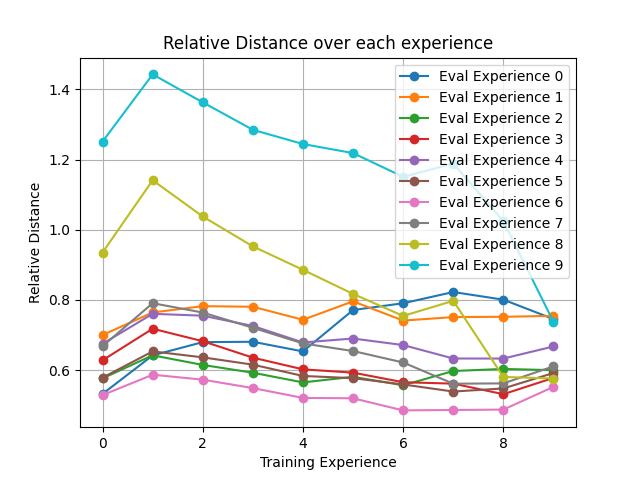 Relative Distance over each experience
Eval Experience 0
Eval Experience 1
Eval Experience 2
Eval Experience 3
Eval Experience 4
Eval Experience 5
Eval Experience 6
Eval Experience 7
Eval Experience 8
Eval Experience 9
1.4
1.2
1.0
0.8
0.6
Relative Distance
0 2 4 6 8
Training Experience